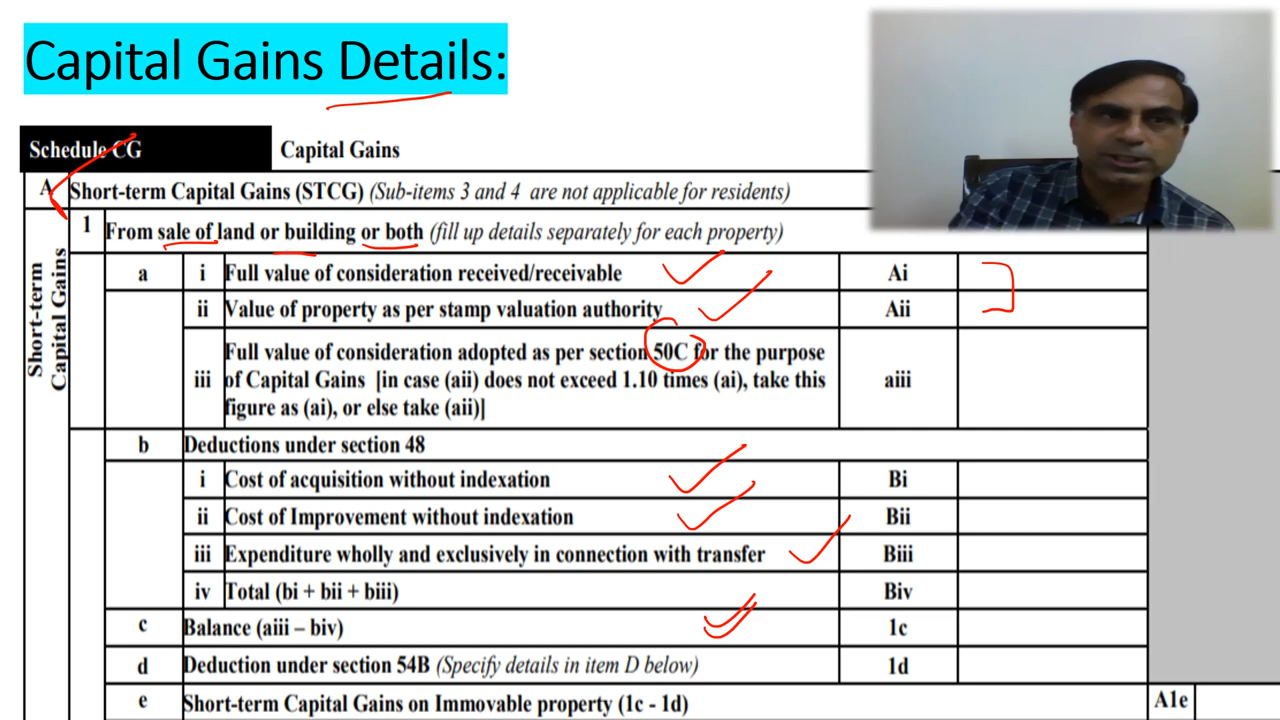 Capital Gains Details:
Schedule CG Capital Gains
A Short-term Capital Gains (STCG) (Sub-items 3 and 4 are not applicable for residents)
Short-term Capital Gains
1 From sale of land or building or both (fill up details separately for each property)
a i Full value of consideration received/receivable Ai
ii Value of property as per stamp valuation authority Aii
iii Full value of consideration adopted as per section 50C for the purpose
of Capital Gains [in case (aii) does not exceed 1.10 times (ai), take this
figure as (ai), or else take (aii)] aiii
b Deductions under section 48
i Cost of acquisition without indexation Bi
ii Cost of Improvement without indexation Bii
iii Expenditure wholly and exclusively in connection with transfer Biii
iv Total (bi + bii + biii) Biv
c Balance (aiii – biv) 1c
d Deduction under section 54B (Specify details in item D below) 1d
e Short-term Capital Gains on Immovable property (1c - 1d) A1e